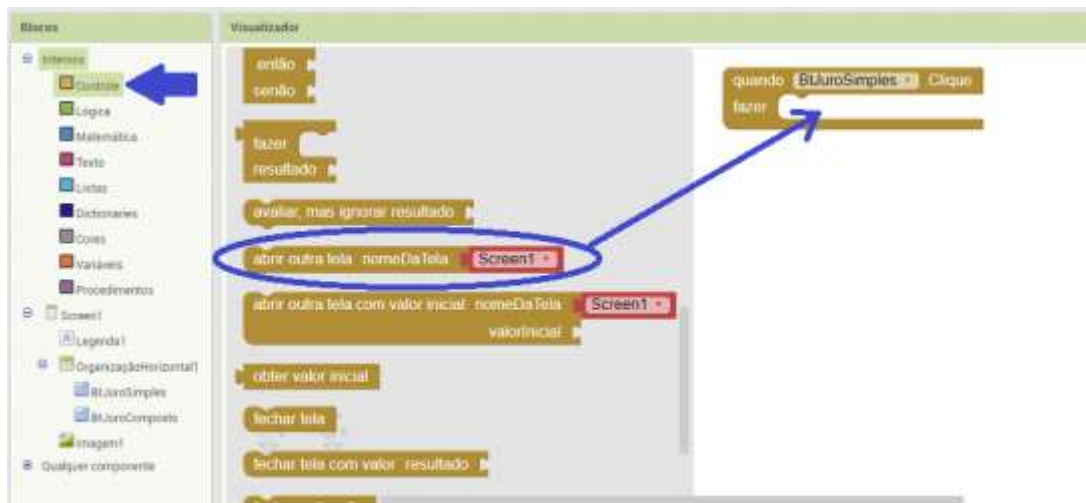 Blocos
Internos
Controle
Lógica
Matemática
Texto
Listas
Dictionaries
Cores
Variáveis
Procedimentos
Screen1
Legenda1
OrganizaçãoHorizontal1
BtJuroSimples
BtJuroComposto
Imagem1
Qualquer componente
Visualizador
então
senão
fazer
resultado
avaliar, mas ignorar resultado
abrir outra tela nomeDaTela Screen1
abrir outra tela com valor inicial nomeDaTela Screen1
valorInicial
obter valor inicial
fechar tela
fechar tela com valor resultado
quando BtJuroSimples Clique
fazer